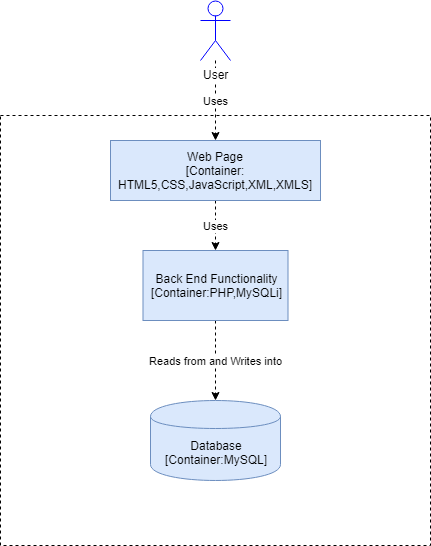 User
Uses
Web Page
[Container:
HTML5,CSS,JavaScript,XML,XMLS]
Uses
Back End Functionality
[Container:PHP,MySQLi]
Reads from and Writes into
Database
[Container:MySQL]